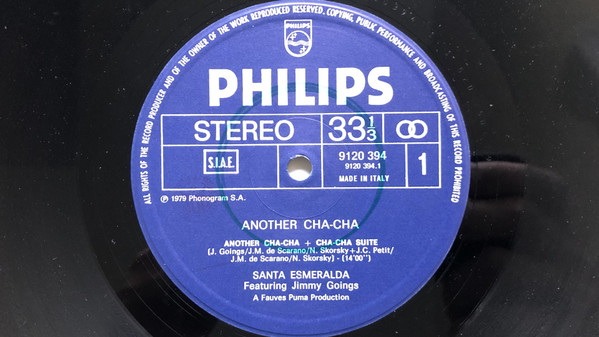 ALL RIGHTS OF THE RECORD PRODUCER AND OF THE OWNER OF THE WORK REPRODUCED RESERVED. COPYING, PUBLIC PERFORMANCE AND BROADCASTING OF THIS RECORD PROHIBITED
PHILIPS
PHILIPS
STEREO 33 1/3
S.I.A.E. 9120 394 1
9120 394.1
MADE IN ITALY
℗ 1979 Phonogram S.A.
ANOTHER CHA-CHA
ANOTHER CHA-CHA + CHA-CHA SUITE
(J. Goings/J.M. de Scarano/N. Skorsky+J.C. Petit/
J.M. de Scarano/N. Skorsky) - (14'00")
SANTA ESMERALDA
Featuring Jimmy Goings
A Fauves Puma Production